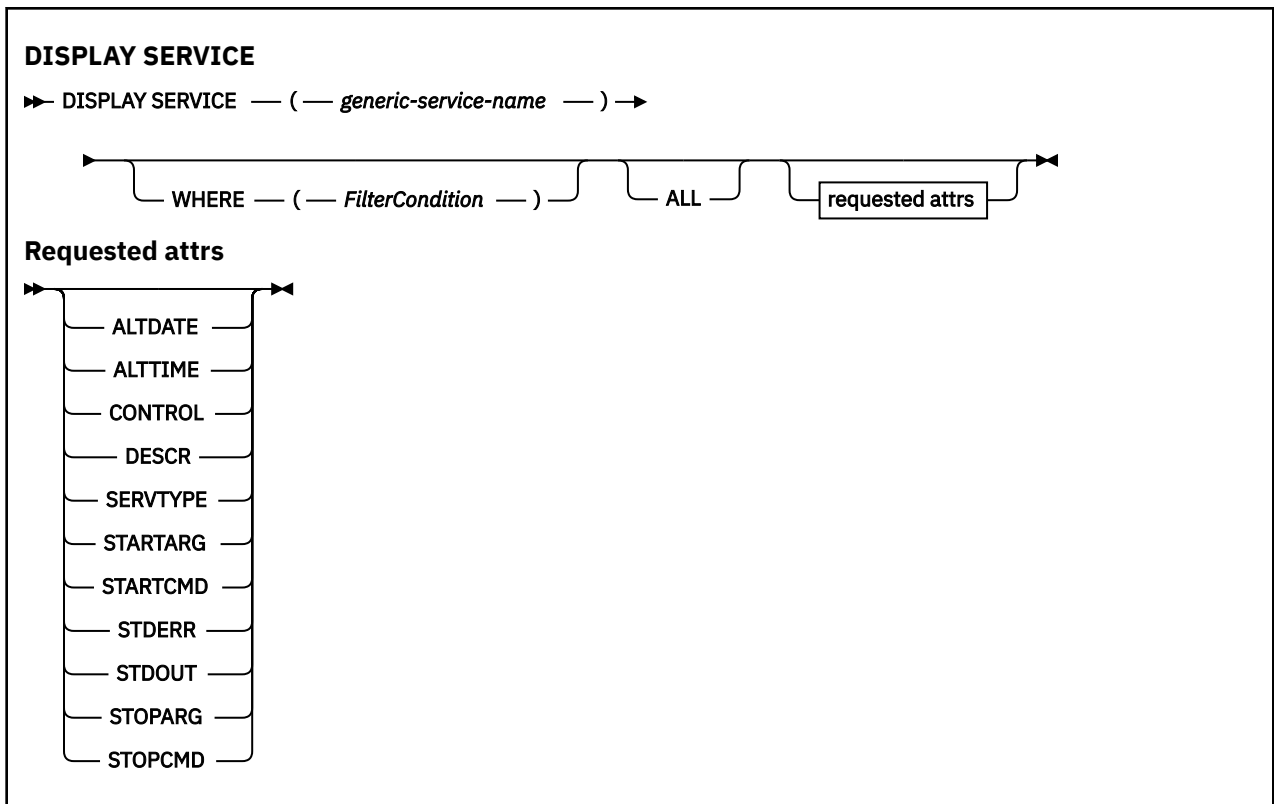 DISPLAY SERVICE
DISPLAY SERVICE ( generic-service-name )
WHERE ( FilterCondition ) ALL requested attrs
Requested attrs
ALTDATE
ALTTIME
CONTROL
DESCR
SERVTYPE
STARTARG
STARTCMD
STDERR
STDOUT
STOPARG
STOPCMD